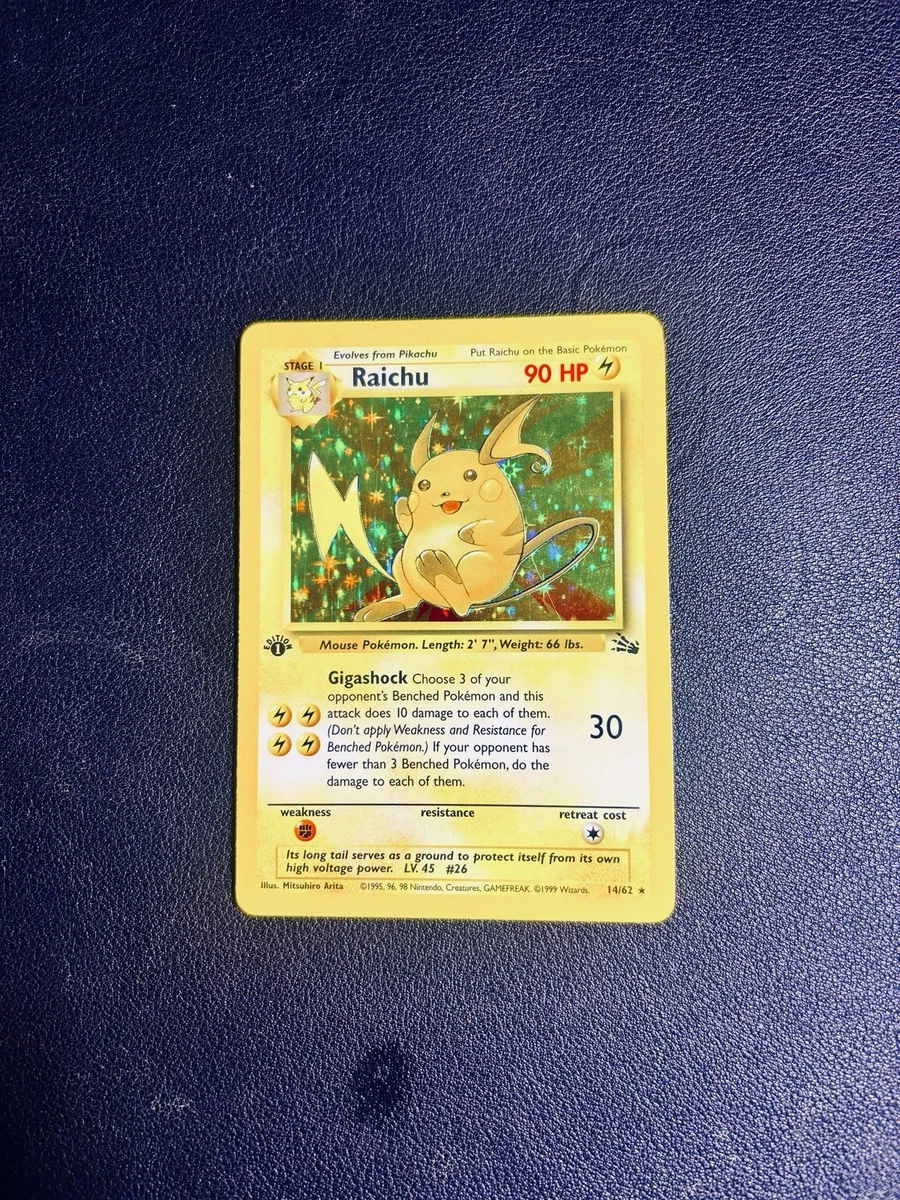 Evolves from Pikachu Put Raichu on the Basic Pokémon
STAGE 1
Raichu 90 HP
EDITION
1
Mouse Pokémon. Length: 2' 7", Weight: 66 lbs.
Gigashock Choose 3 of your
opponent's Benched Pokémon and this
attack does 10 damage to each of them.
(Don't apply Weakness and Resistance for
Benched Pokémon.) If your opponent has
fewer than 3 Benched Pokémon, do the
damage to each of them.
30
weakness resistance retreat cost
Its long tail serves as a ground to protect itself from its own
high voltage power. LV. 45 #26
Illus. Mitsuhiro Arita ©1995, 96, 98 Nintendo, Creatures, GAMEFREAK. ©1999 Wizards. 14/62 ★